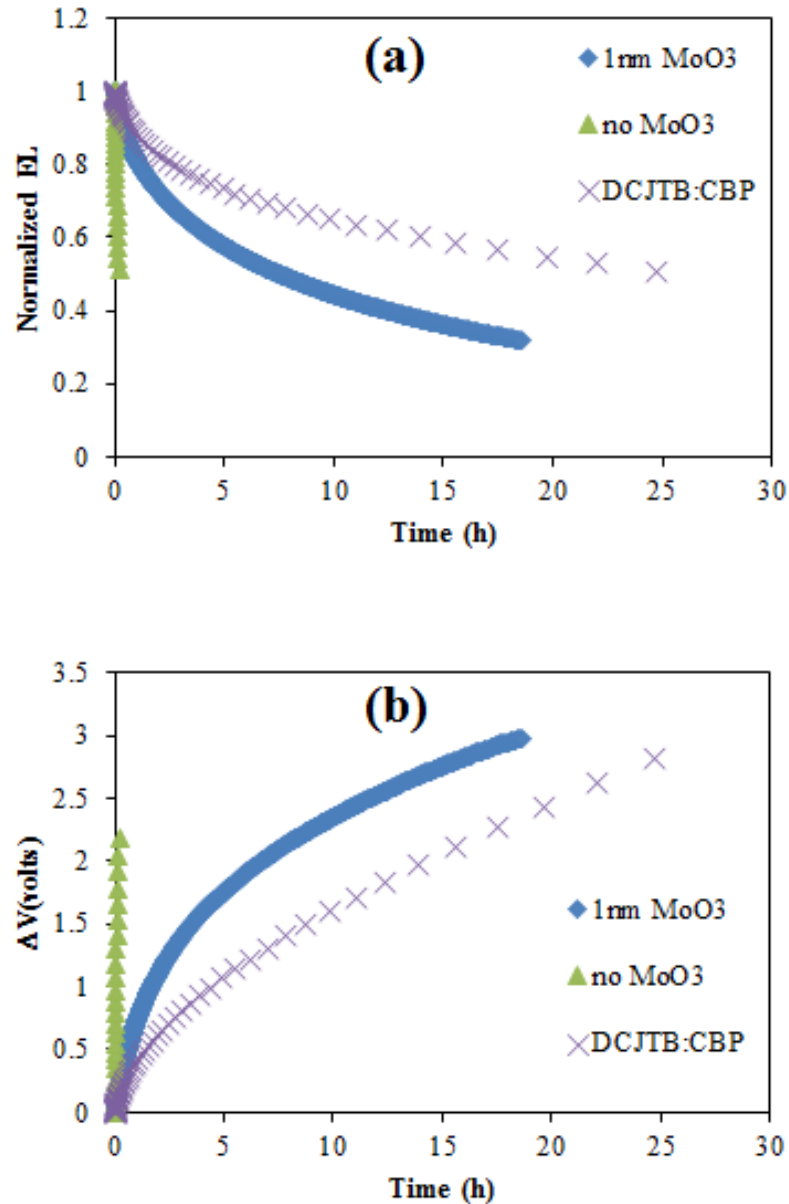 (a)
Normalized EL
1.2
1
0.8
0.6
0.4
0.2
0
0 5 10 15 20 25 30
Time (h)
1nm MoO3
no MoO3
DCJTB:CBP
(b)
ΔV(volts)
3.5
3
2.5
2
1.5
1
0.5
0
0 5 10 15 20 25 30
Time (h)
1nm MoO3
no MoO3
DCJTB:CBP